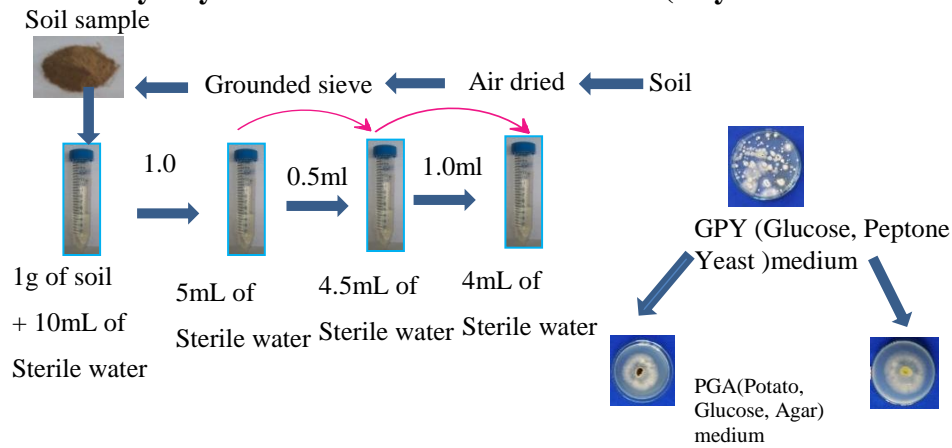 Soil sample
Grounded sieve
Air dried
Soil
1.0
0.5ml
1.0ml
1g of soil
+ 10mL of
Sterile water
5mL of
Sterile water
4.5mL of
Sterile water
4mL of
Sterile water
GPY (Glucose, Peptone
Yeast )medium
PGA(Potato,
Glucose, Agar)
medium